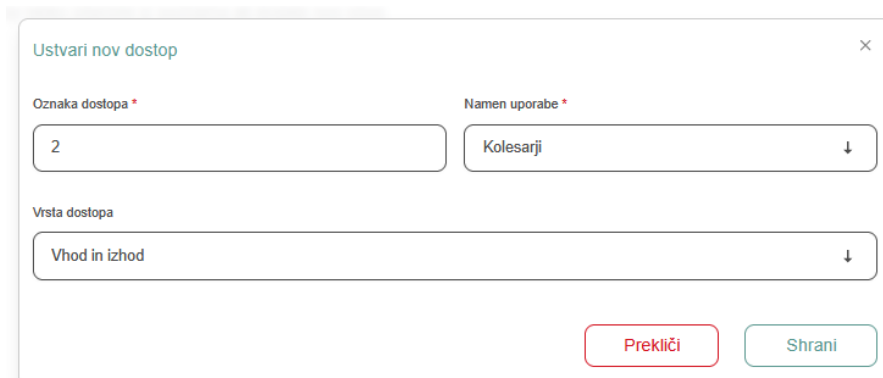 Ustvari nov dostop ×
Oznaka dostopa * Namen uporabe *
2 Kolesarji ↓
Vrsta dostopa
Vhod in izhod ↓
Prekliči Shrani